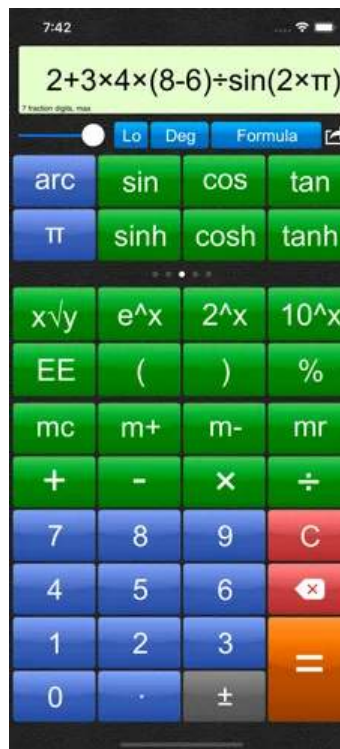 7:42
2+3×4×(8-6)÷sin(2×π)
7 fraction digits, max
Lo Deg Formula
arc sin cos tan
π sinh cosh tanh
x√y e^x 2^x 10^x
EE ( ) %
mc m+ m- mr
+ - × ÷
7 8 9 C
4 5 6
1 2 3
=
0 · ±